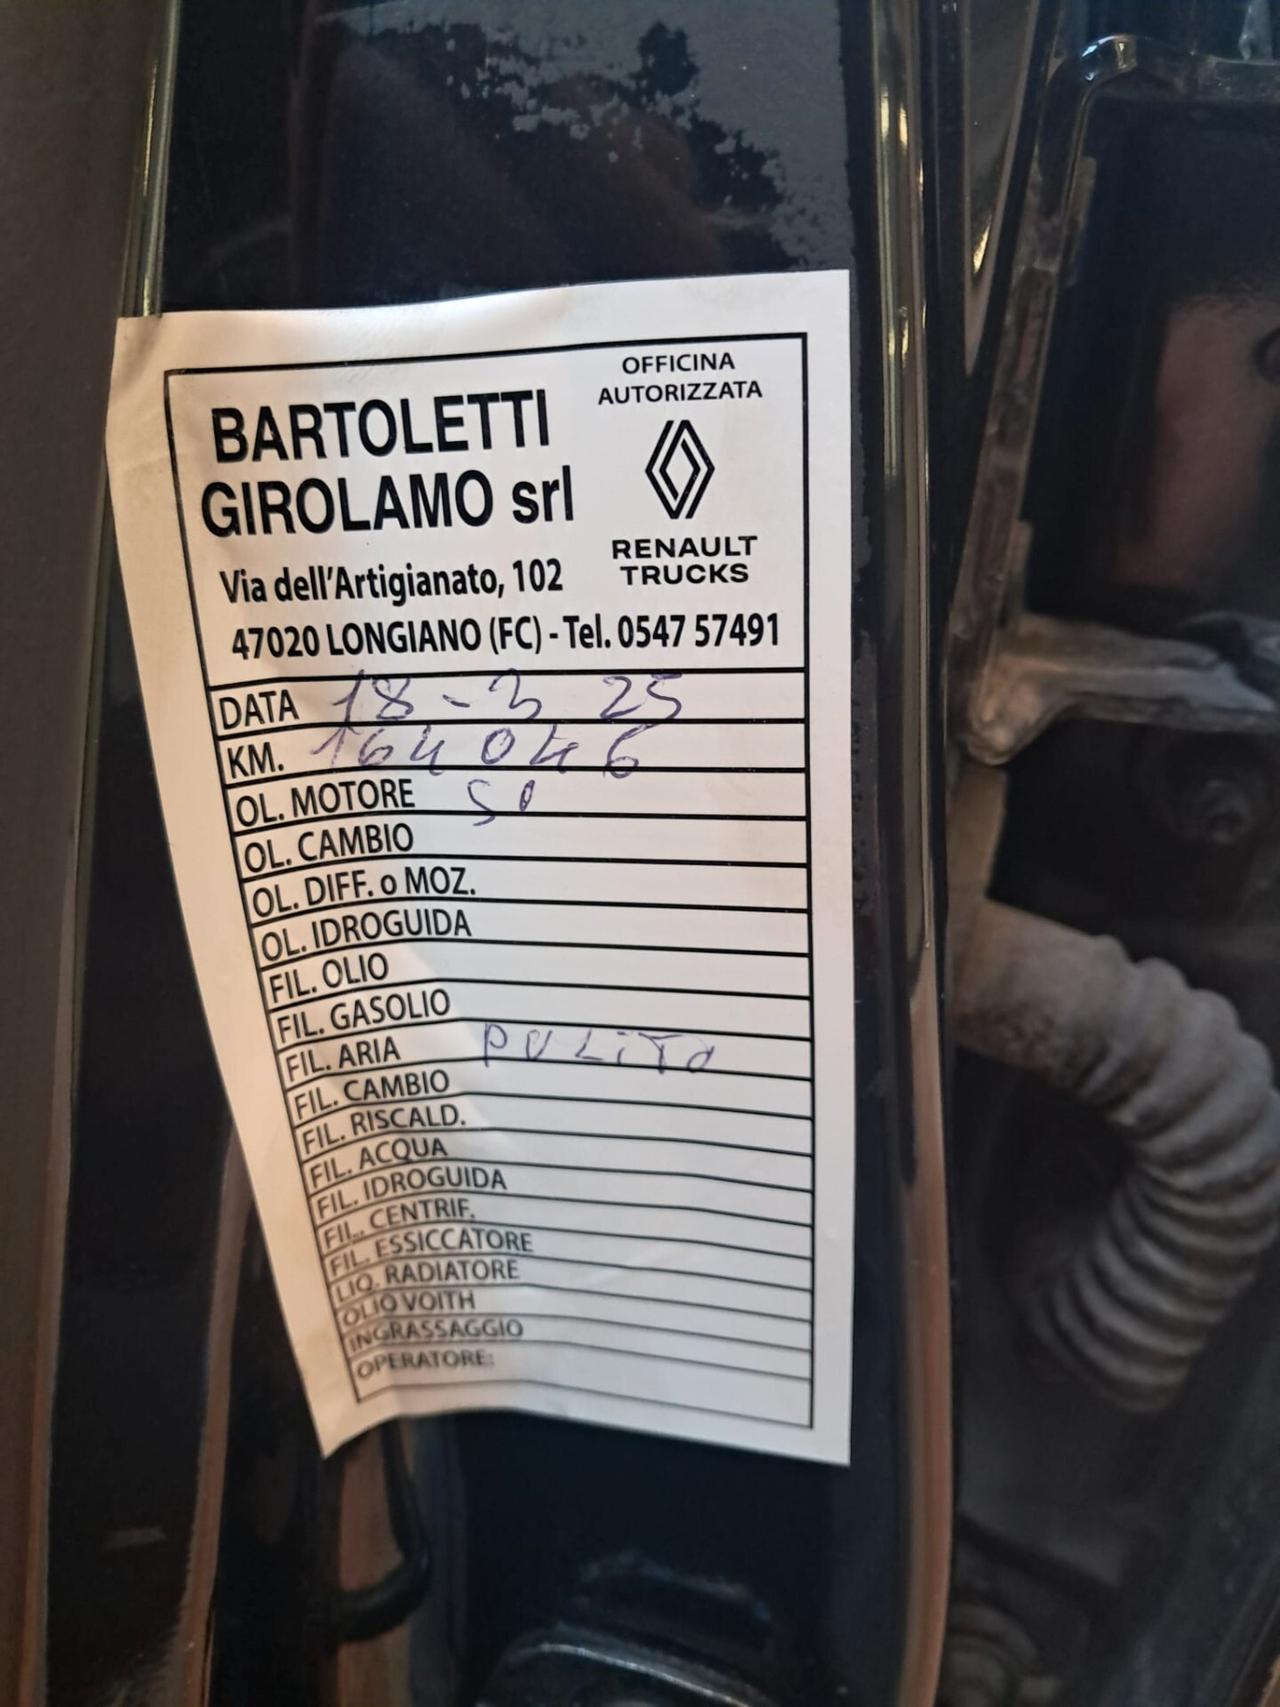 BARTOLETTI
GIROLAMO srl
OFFICINA
AUTORIZZATA
RENAULT
TRUCKS
Via dell'Artigianato, 102
47020 LONGIANO (FC) - Tel. 0547 57491
DATA 18-3 25
KM. 164046
OL. MOTORE SI
OL. CAMBIO
OL. DIFF. o MOZ.
OL. IDROGUIDA
FIL. OLIO
FIL. GASOLIO
FIL. ARIA PULITO
FIL. CAMBIO
FIL. RISCALD.
FIL. ACQUA
FIL. IDROGUIDA
FIL. CENTRIF.
FIL. ESSICCATORE
LIQ. RADIATORE
OLIO VOITH
INGRASSAGGIO
OPERATORE: